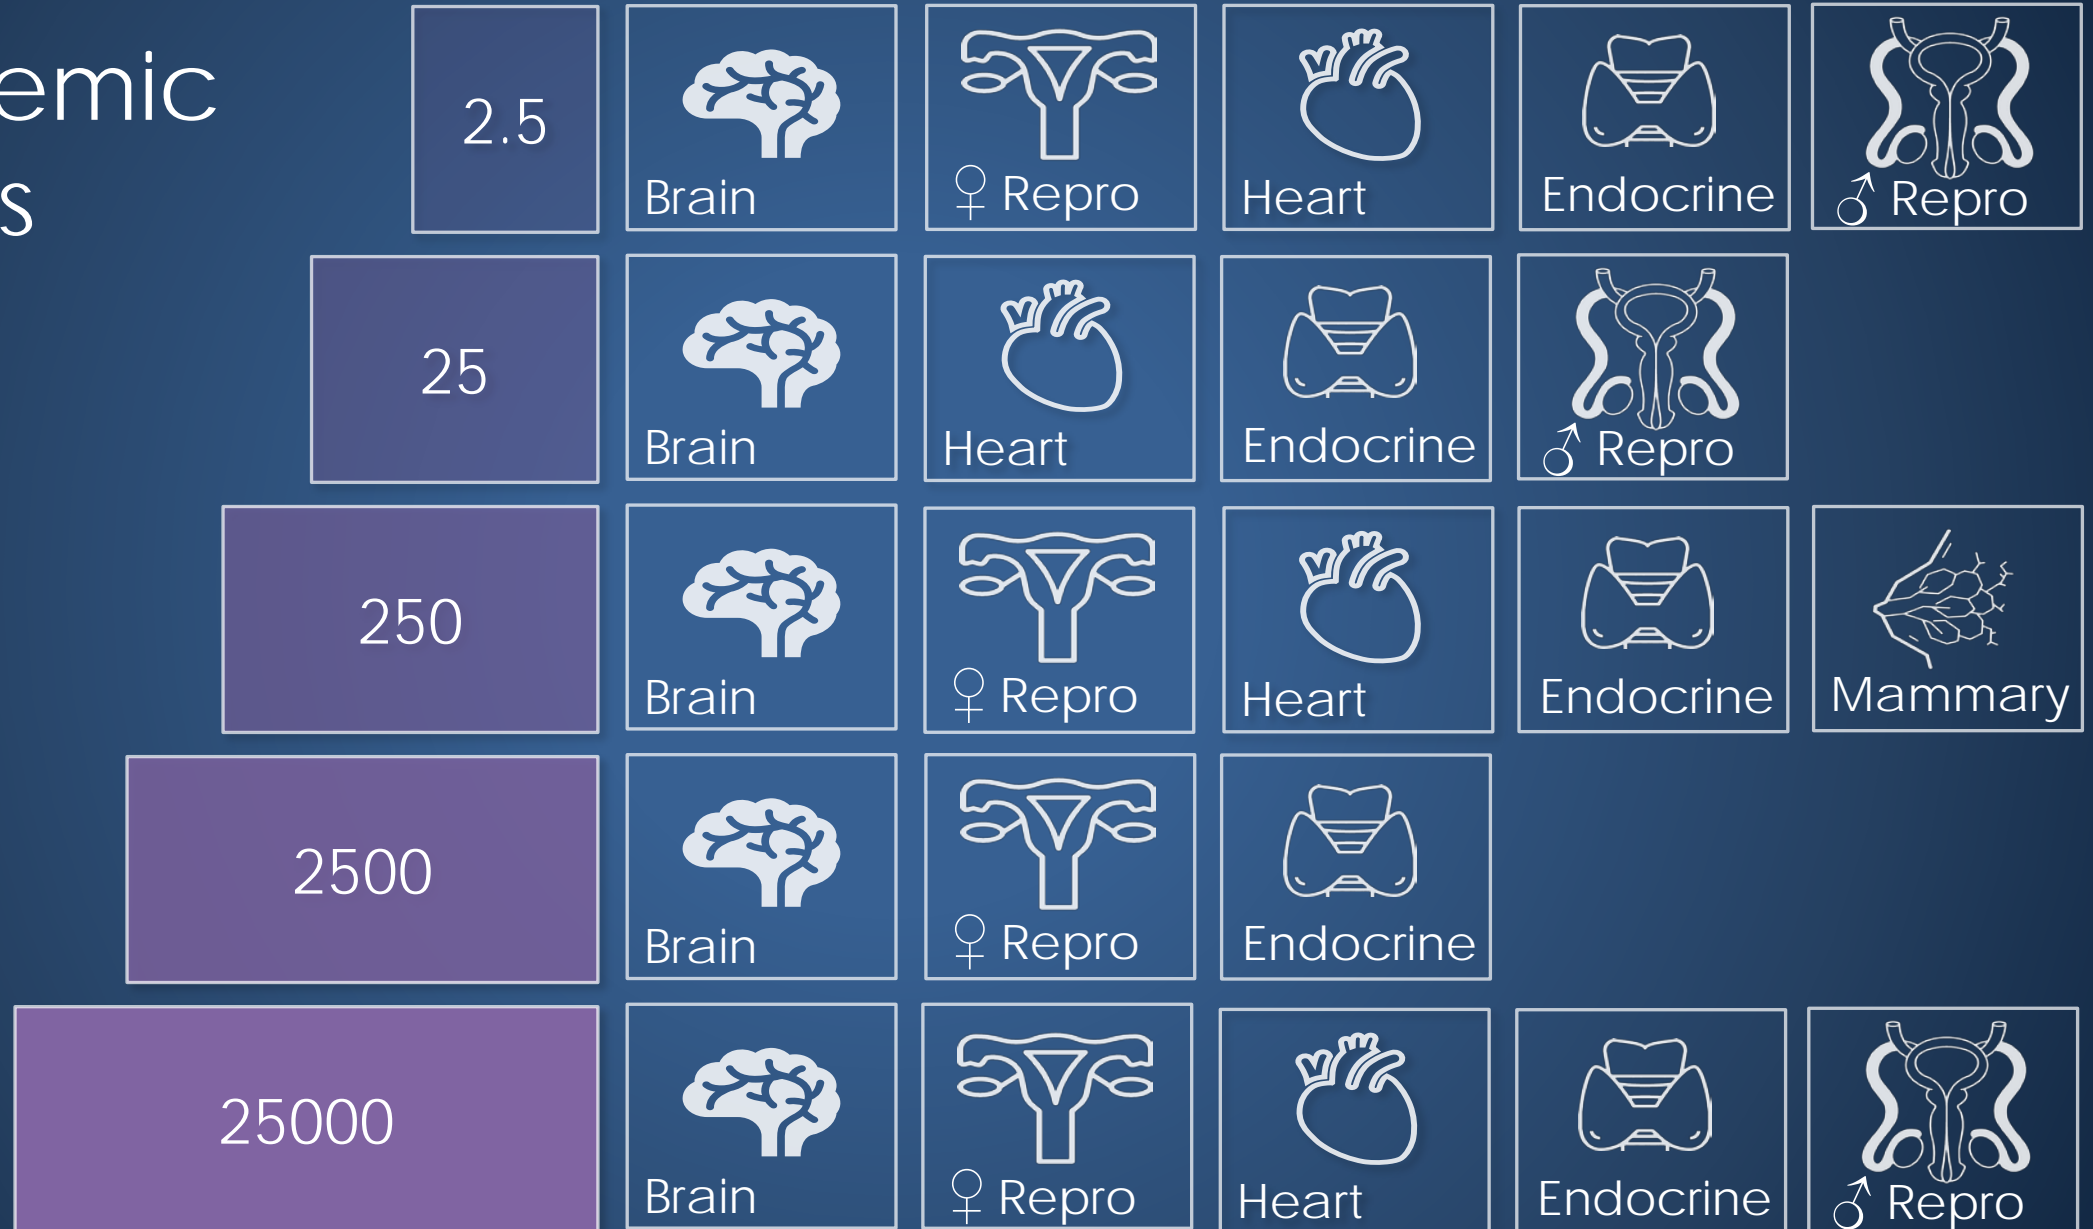 emic
s
2.5
Brain
♀ Repro
Heart
Endocrine
♂ Repro
25
Brain
Heart
Endocrine
♂ Repro
250
Brain
♀ Repro
Heart
Endocrine
Mammary
2500
Brain
♀ Repro
Endocrine
25000
Brain
♀ Repro
Heart
Endocrine
♂ Repro